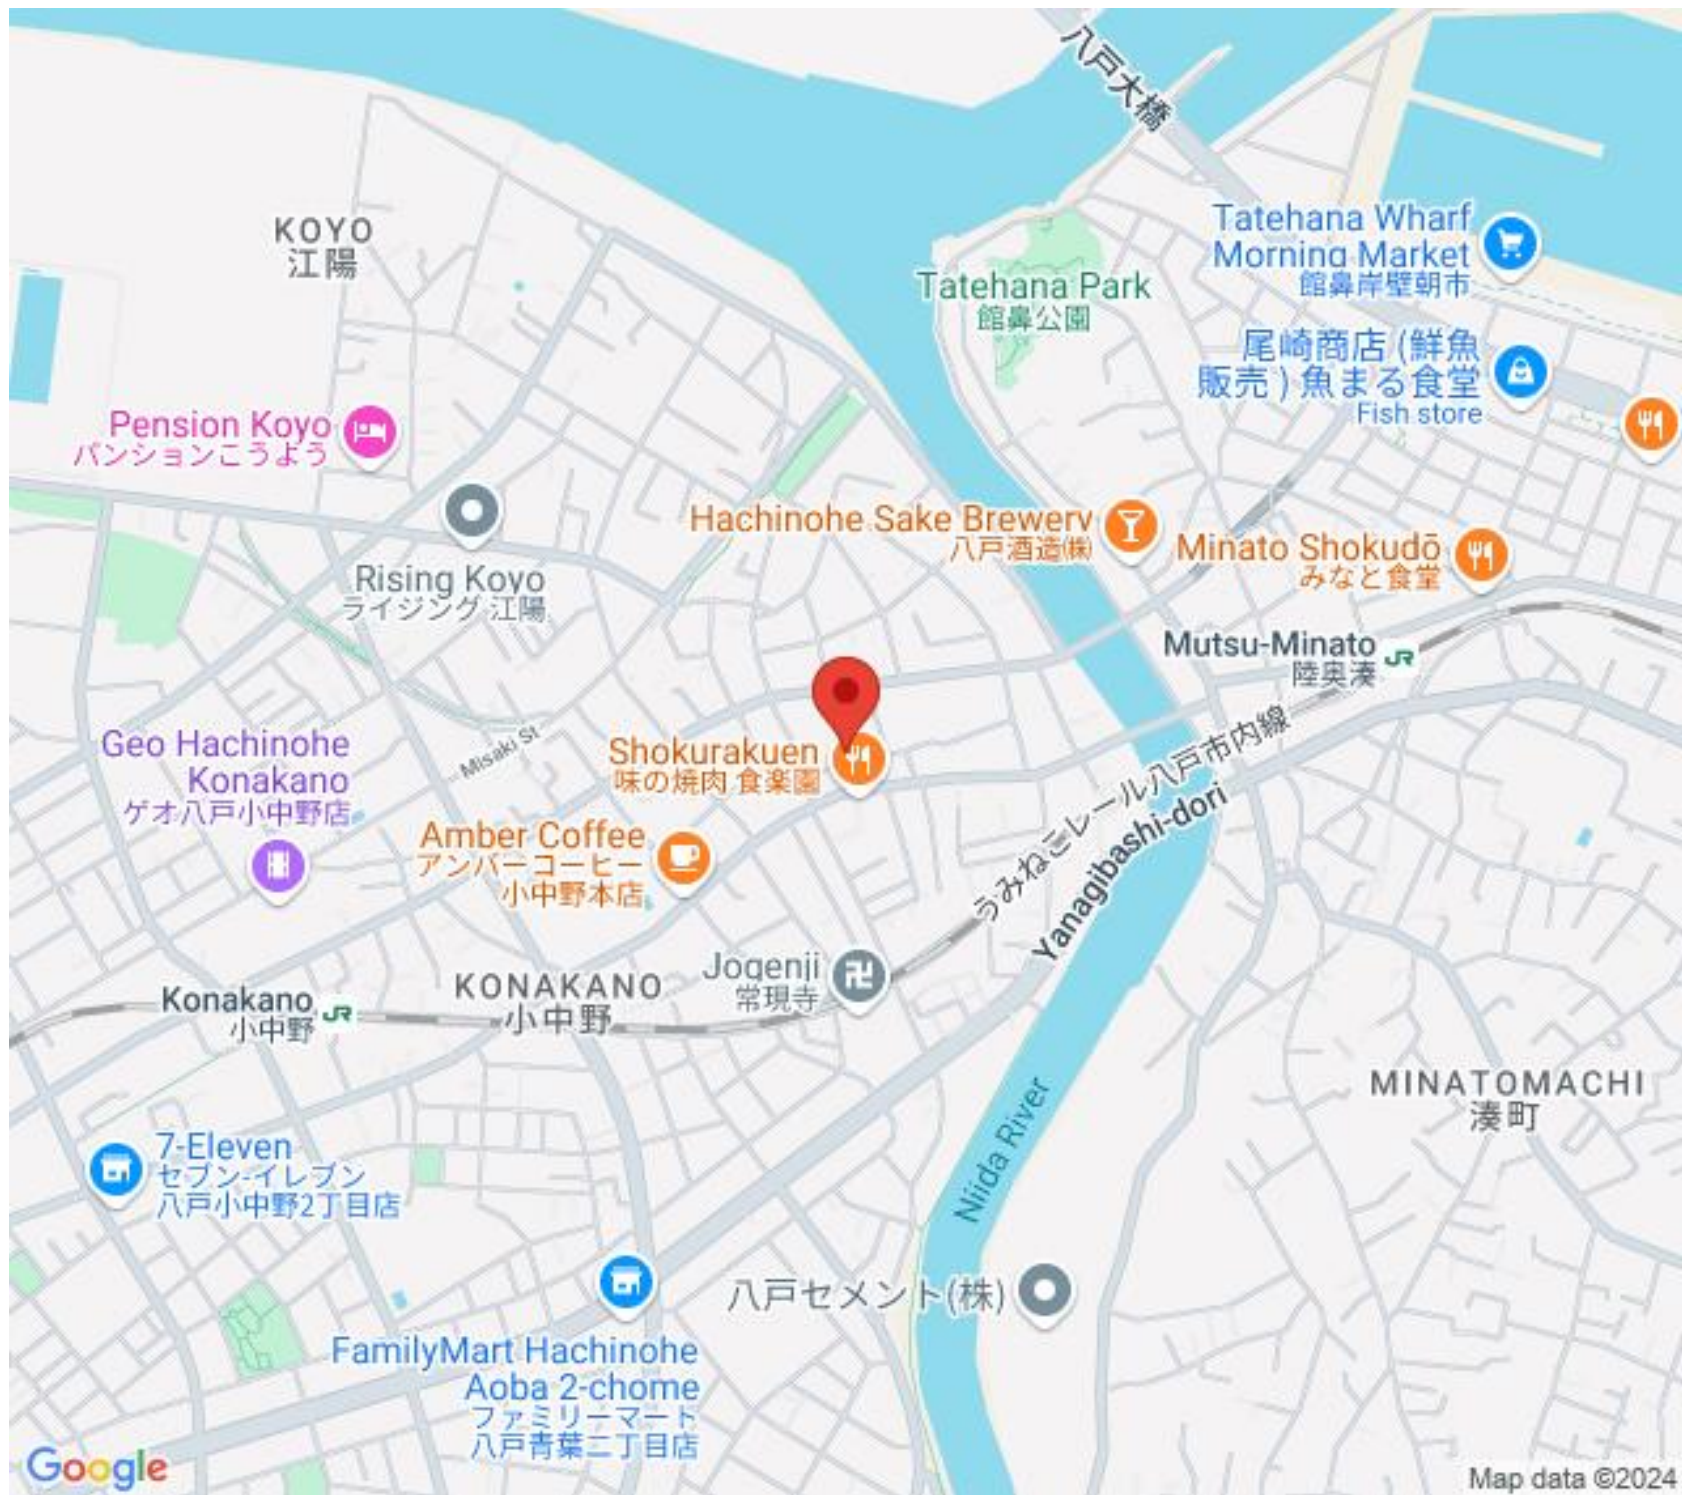 八戸大橋
KOYO
江陽
Tatehana Wharf
Morning Market
館鼻岸壁朝市
Tatehana Park
館鼻公園
尾崎商店 (鮮魚
販売 ) 魚まる食堂
Fish store
Pension Koyo
パンションこうよう
Hachinohe Sake Brewery
八戸酒造㈱
Minato Shokudō
みなと食堂
Rising Koyo
ライジング 江陽
Mutsu-Minato
陸奥湊
JR
Misaki St
Geo Hachinohe
Konakano
ゲオ八戸小中野店
Shokurakuen
味の焼肉 食楽園
うみねこレール八戸市内線
Yanagibashi-dori
Amber Coffee
アンバーコーヒー
小中野本店
Jogenji
常現寺
KONAKANO
小中野
Konakano
小中野
JR
MINATOMACHI
湊町
7-Eleven
セブン-イレブン
八戸小中野2丁目店
Niida River
八戸セメント(株)
FamilyMart Hachinohe
Aoba 2-chome
ファミリーマート
八戸青葉二丁目店
Google
Map data ©2024